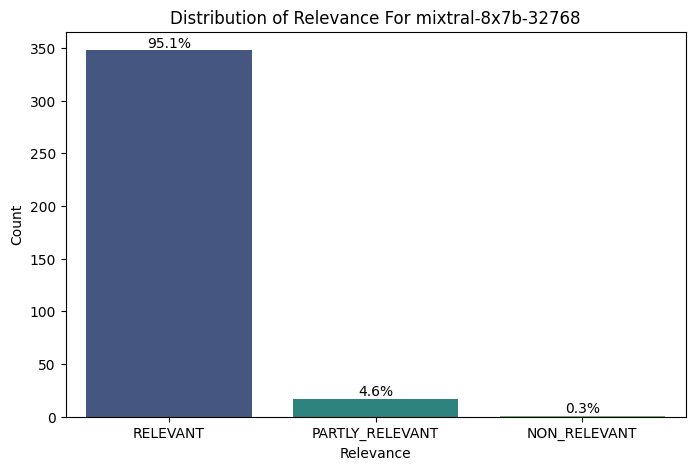 Distribution of Relevance For mixtral-8x7b-32768
350
300
250
200
150
100
50
0
Count
95.1%
4.6%
0.3%
RELEVANT
PARTLY_RELEVANT
NON_RELEVANT
Relevance